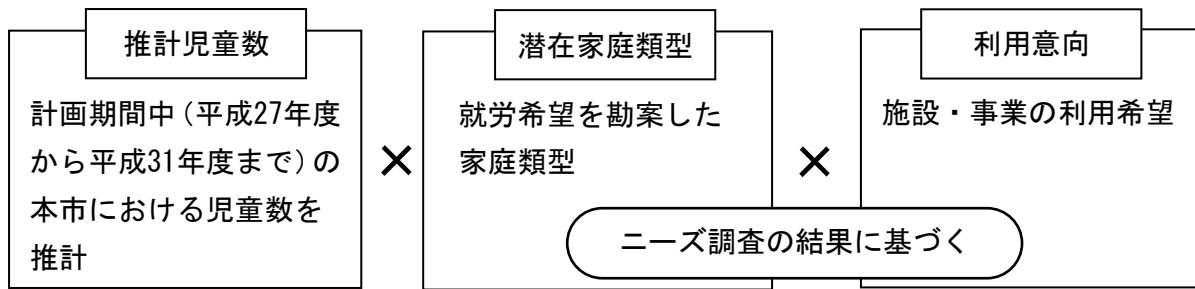 推計児童数
計画期間中（平成27年度
から平成31年度まで）の
本市における児童数を
推計
×
潜在家庭類型
就労希望を勘案した
家庭類型
×
利用意向
施設・事業の利用希望
ニーズ調査の結果に基づく